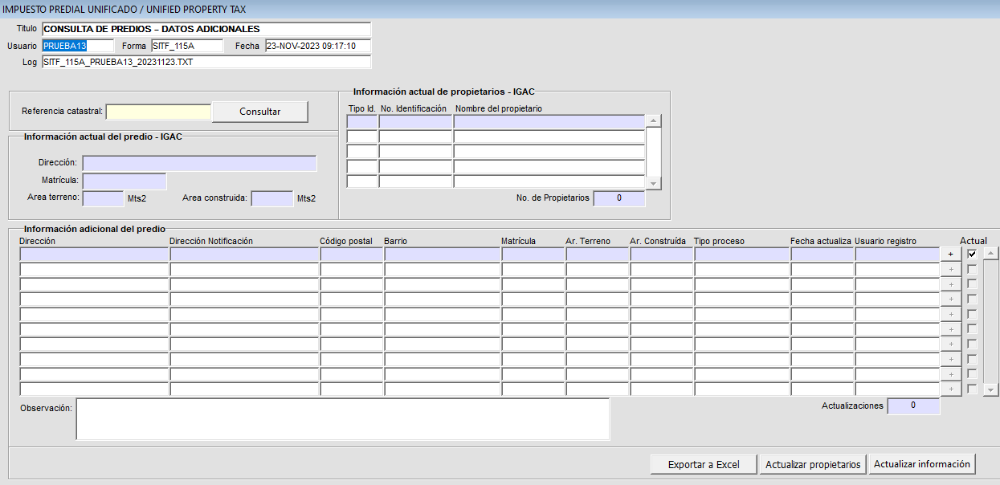 IMPUESTO PREDIAL UNIFICADO / UNIFIED PROPERTY TAX
Titulo CONSULTA DE PREDIOS – DATOS ADICIONALES
Usuario PRUEBA13 Forma SITF_115A Fecha 23-NOV-2023 09:17:10
Log SITF_115A_PRUEBA13_20231123.TXT
Referencia catastral: Consultar
Información actual del predio - IGAC
Dirección:
Matrícula:
Area terreno: Mts2 Area construida: Mts2
Información actual de propietarios - IGAC
Tipo Id. No. Identificación Nombre del propietario
No. de Propietarios 0
Información adicional del predio
Dirección Dirección Notificación Código postal Barrio Matrícula Ar. Terreno Ar. Construída Tipo proceso Fecha actualiza Usuario registro Actual
+
+
+
+
+
+
+
+
+
+
Observación: Actualizaciones 0
Exportar a Excel Actualizar propietarios Actualizar información